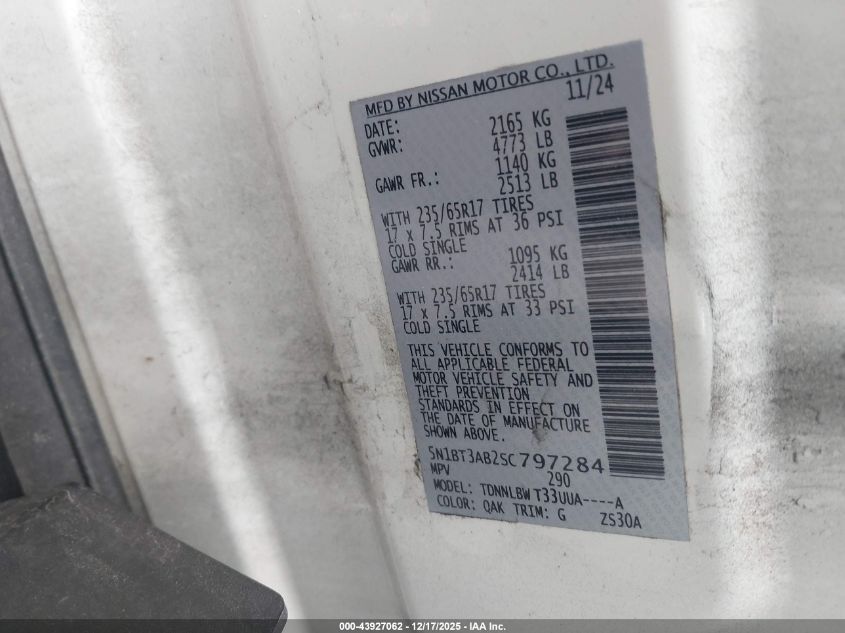 MFD BY NISSAN MOTOR CO., LTD.
DATE: 11/24
GVWR: 2165 KG
4773 LB
GAWR FR.: 1140 KG
2513 LB
WITH 235/65R17 TIRES
17 x 7.5 RIMS AT 36 PSI
COLD SINGLE
GAWR RR.: 1095 KG
2414 LB
WITH 235/65R17 TIRES
17 x 7.5 RIMS AT 33 PSI
COLD SINGLE
THIS VEHICLE CONFORMS TO
ALL APPLICABLE FEDERAL
MOTOR VEHICLE SAFETY AND
THEFT PREVENTION
STANDARDS IN EFFECT ON
THE DATE OF MANUFACTURE
SHOWN ABOVE.
5N1BT3AB2SC797284
MPV 290
MODEL: TDNNLBW T33UUA----A
COLOR: QAK TRIM: G ZS30A
000-43927062 - 12/17/2025 - IAA Inc.